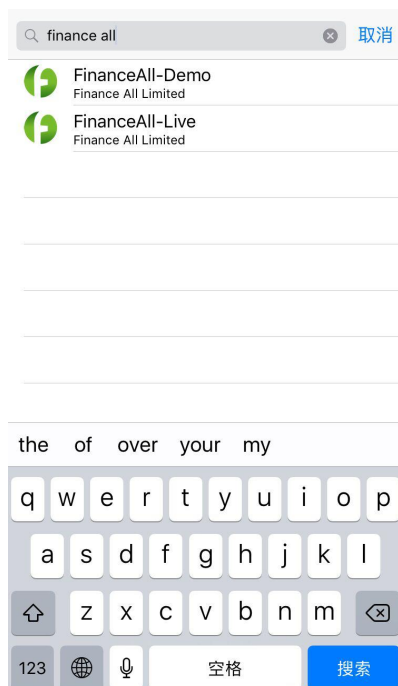 finance all 取消
FinanceAll-Demo
Finance All Limited
FinanceAll-Live
Finance All Limited
the of over your my
q w e r t y u i o p
a s d f g h j k l
z x c v b n m
123 空格 搜索